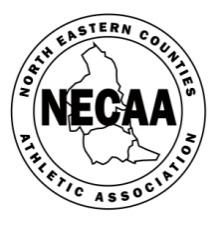 NORTH EASTERN COUNTIES
NECAA
ATHLETIC ASSOCIATION